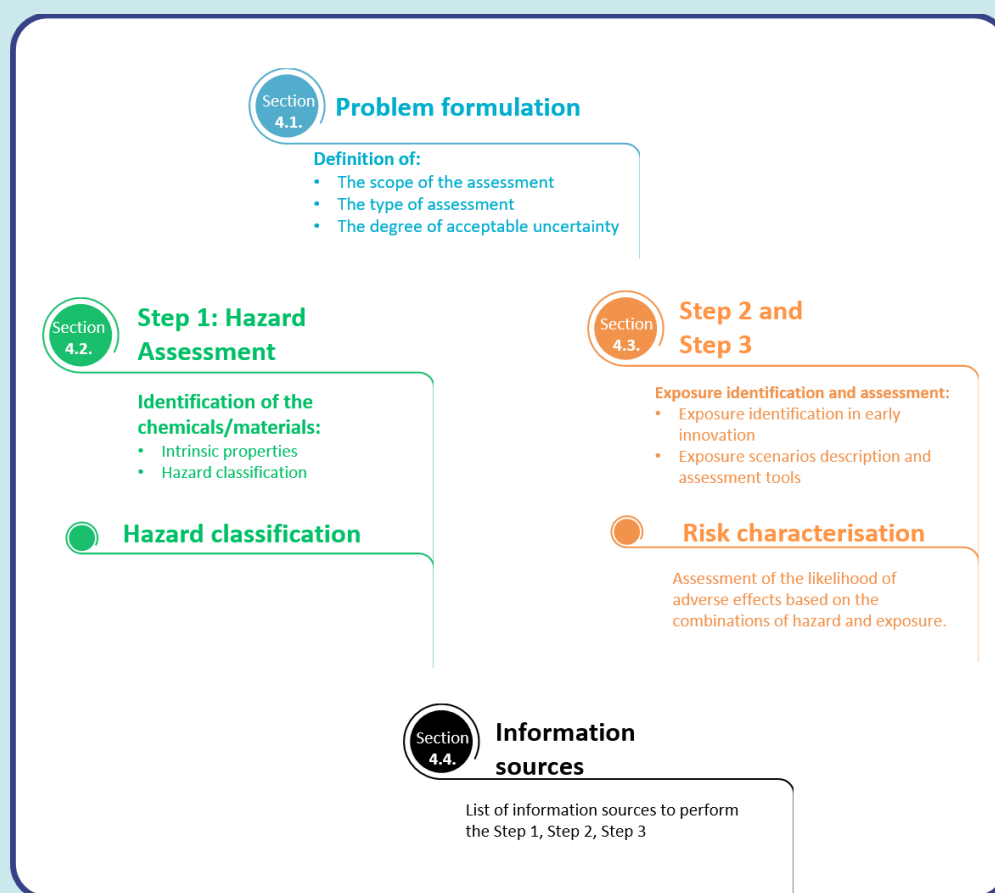 Section
4.1.
Problem formulation
Definition of:
• The scope of the assessment
• The type of assessment
• The degree of acceptable uncertainty
Section
4.2.
Step 1: Hazard
Assessment
Identification of the
chemicals/materials:
• Intrinsic properties
• Hazard classification
Hazard classification
Section
4.3.
Step 2 and
Step 3
Exposure identification and assessment:
• Exposure identification in early
innovation
• Exposure scenarios description and
assessment tools
Risk characterisation
Assessment of the likelihood of
adverse effects based on the
combinations of hazard and exposure.
Section
4.4.
Information
sources
List of information sources to perform
the Step 1, Step 2, Step 3